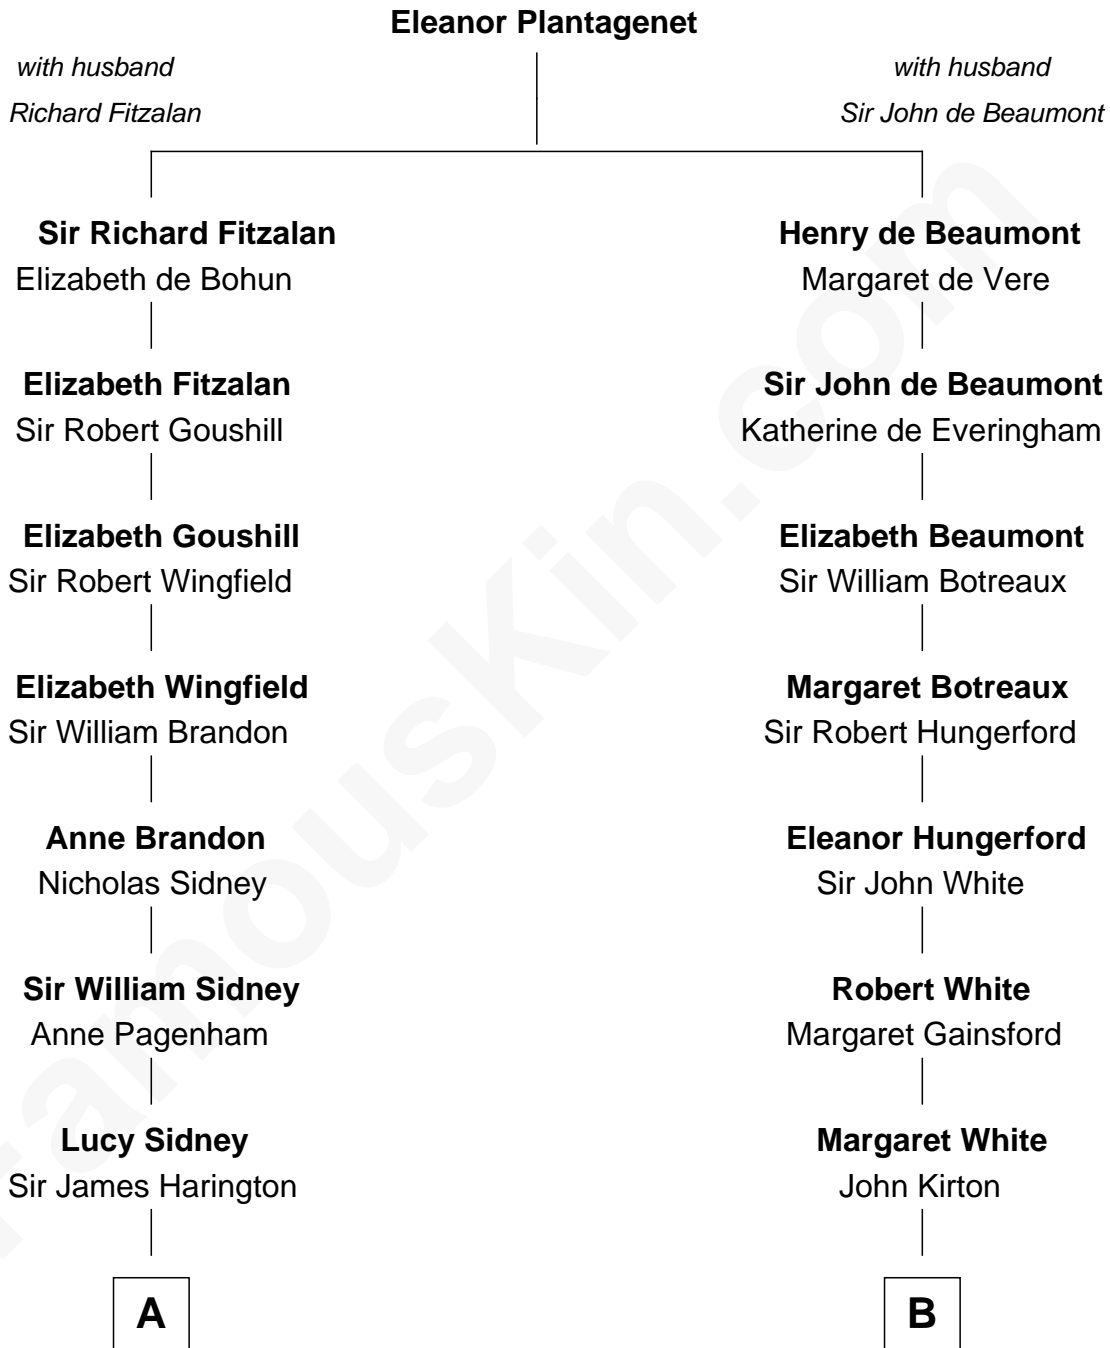 Eleanor Plantagenet
with husband
Richard Fitzalan
with husband
Sir John de Beaumont
Sir Richard Fitzalan
Elizabeth de Bohun
Henry de Beaumont
Margaret de Vere
Elizabeth Fitzalan
Sir Robert Goushill
Sir John de Beaumont
Katherine de Everingham
Elizabeth Goushill
Sir Robert Wingfield
Elizabeth Beaumont
Sir William Botreaux
Elizabeth Wingfield
Sir William Brandon
Margaret Botreaux
Sir Robert Hungerford
Anne Brandon
Nicholas Sidney
Eleanor Hungerford
Sir John White
Sir William Sidney
Anne Pagenham
Robert White
Margaret Gainsford
Lucy Sidney
Sir James Harington
Margaret White
John Kirton
A
B
FamousKin.com